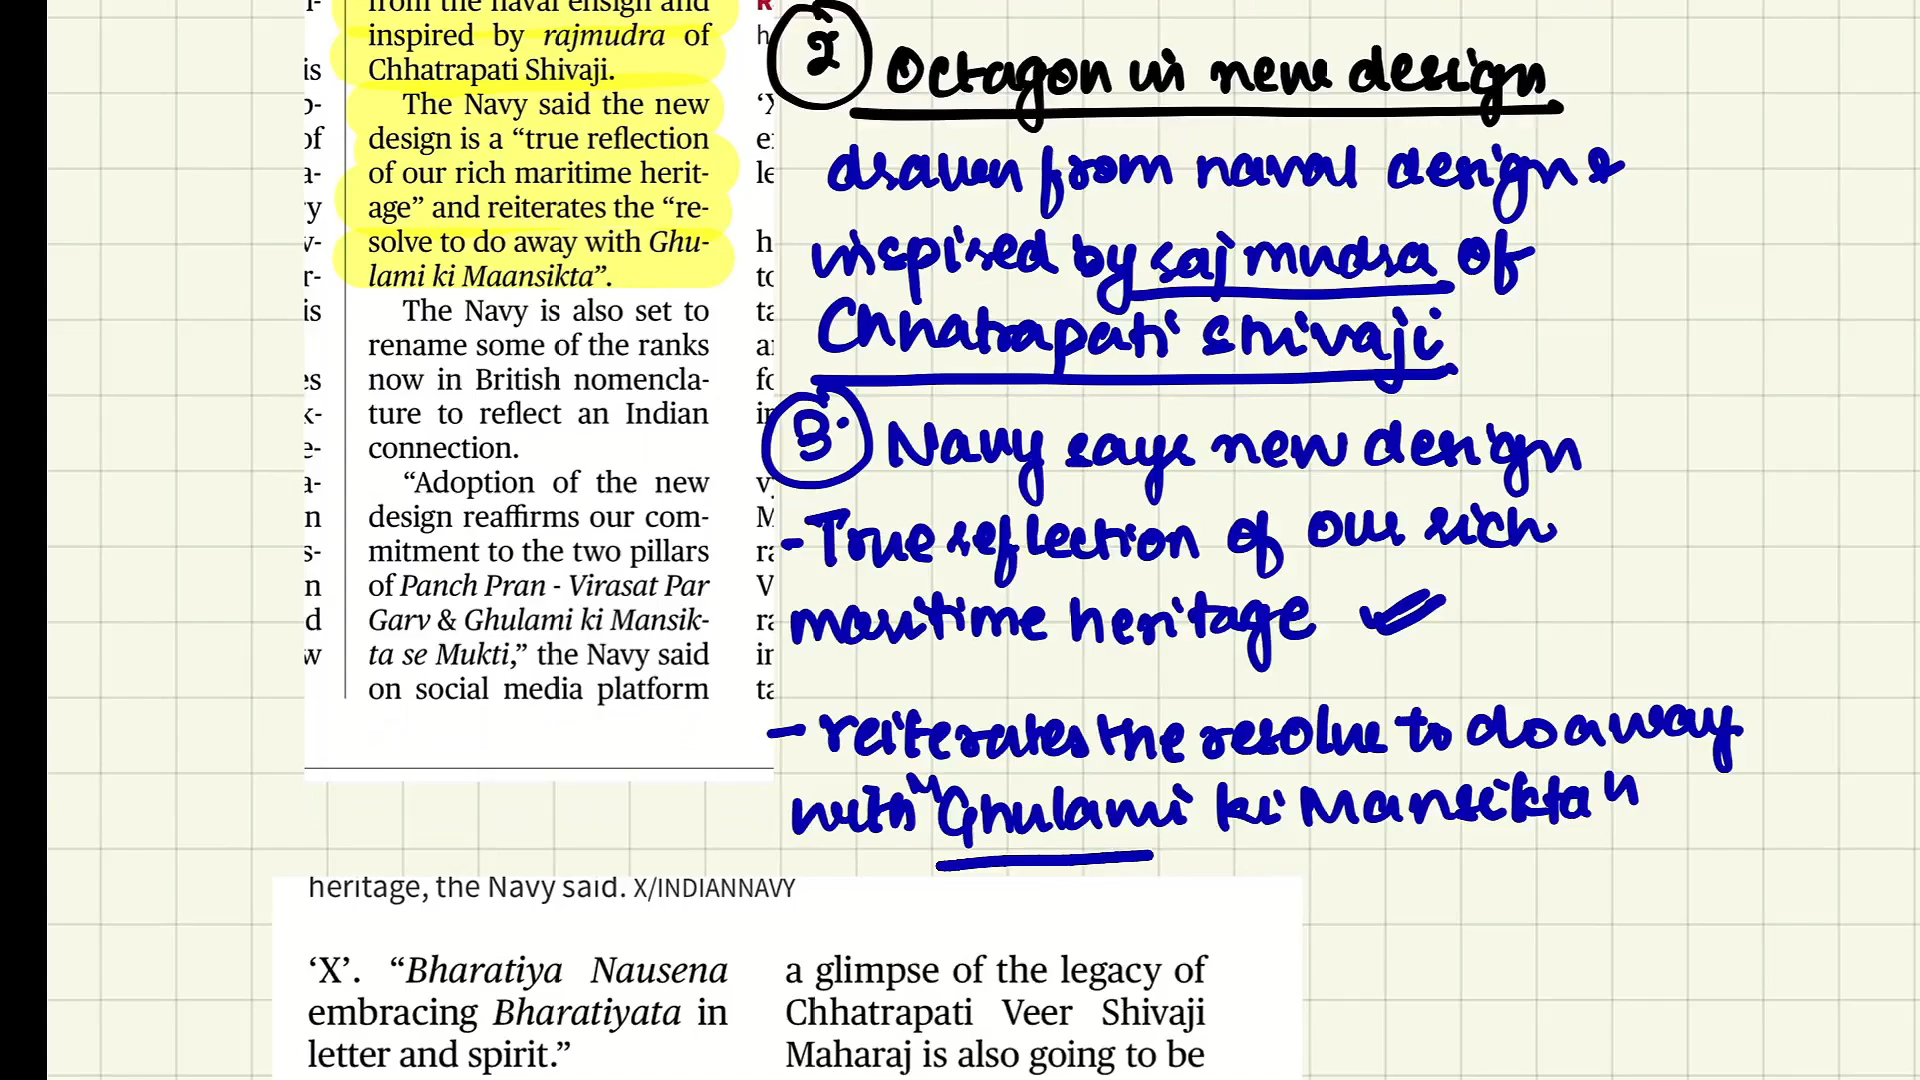 from the naval ensign and
inspired by rajmudra of
Chhatrapati Shivaji.
The Navy said the new
design is a “true reflection
of our rich maritime herit-
age” and reiterates the “re-
solve to do away with Ghu-
lami ki Maansikta”.
The Navy is also set to
rename some of the ranks
now in British nomencla-
ture to reflect an Indian
connection.
“Adoption of the new
design reaffirms our com-
mitment to the two pillars
of Panch Pran - Virasat Par
Garv & Ghulami ki Mansik-
ta se Mukti,” the Navy said
on social media platform
2 Octagon in new design
drawn from naval design &
inspired by rajmudra of
Chhatrapati Shivaji
3. Navy says new design
- True reflection of our rich
maritime heritage
- reiterates the resolve to do away
with "Ghulami ki Mansikta"
heritage, the Navy said. X/INDIANNAVY
‘X’. “Bharatiya Nausena
embracing Bharatiyata in
letter and spirit.”
a glimpse of the legacy of
Chhatrapati Veer Shivaji
Maharaj is also going to be